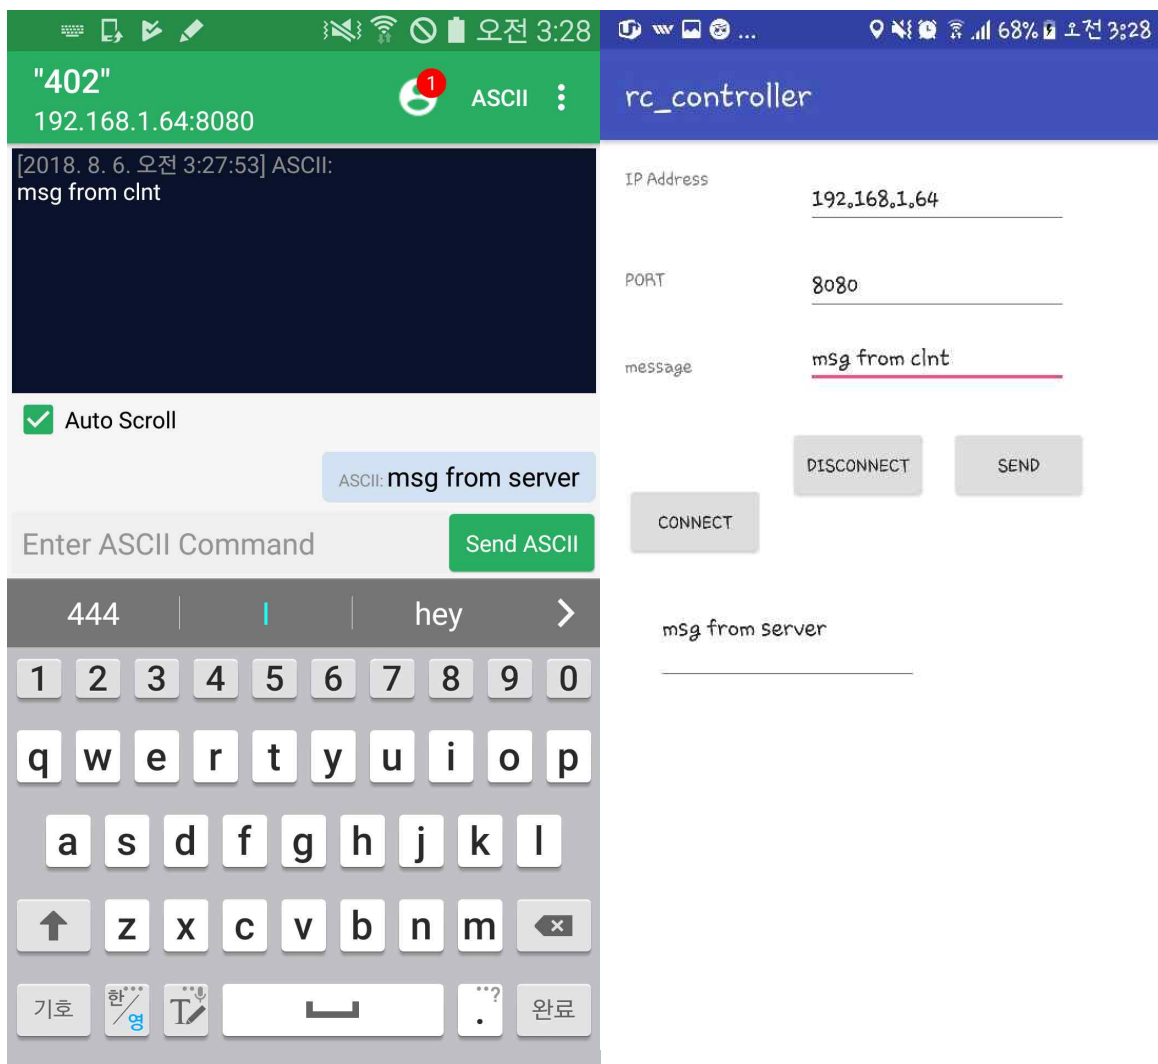 오전 3:28
"402"
192.168.1.64:8080
1
ASCII
[2018. 8. 6. 오전 3:27:53] ASCII:
msg from clnt
Auto Scroll
ASCII: msg from server
Enter ASCII Command
Send ASCII
444
I
hey
1 2 3 4 5 6 7 8 9 0
q w e r t y u i o p
a s d f g h j k l
z x c v b n m
기호
한/영
T
.
...?
완료
... 68% 오전 3:28
rc_controller
IP Address
192.168.1.64
PORT
8080
message
msg from clnt
DISCONNECT
SEND
CONNECT
msg from server